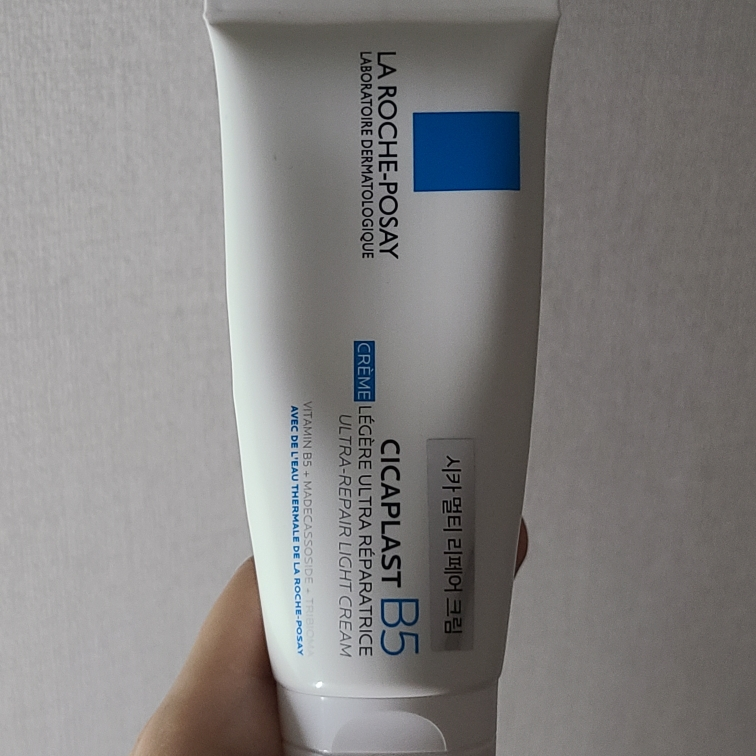 LA ROCHE-POSAY
LABORATOIRE DERMATOLOGIQUE
시카 멀티 리페어 크림
CICAPLAST B5
CRÈME LÉGÈRE ULTRA RÉPARATRICE
ULTRA-REPAIR LIGHT CREAM
VITAMIN B5 + MADECASSOSIDE + TRIBIOMA
AVEC DE L'EAU THERMALE DE LA ROCHE-POSAY